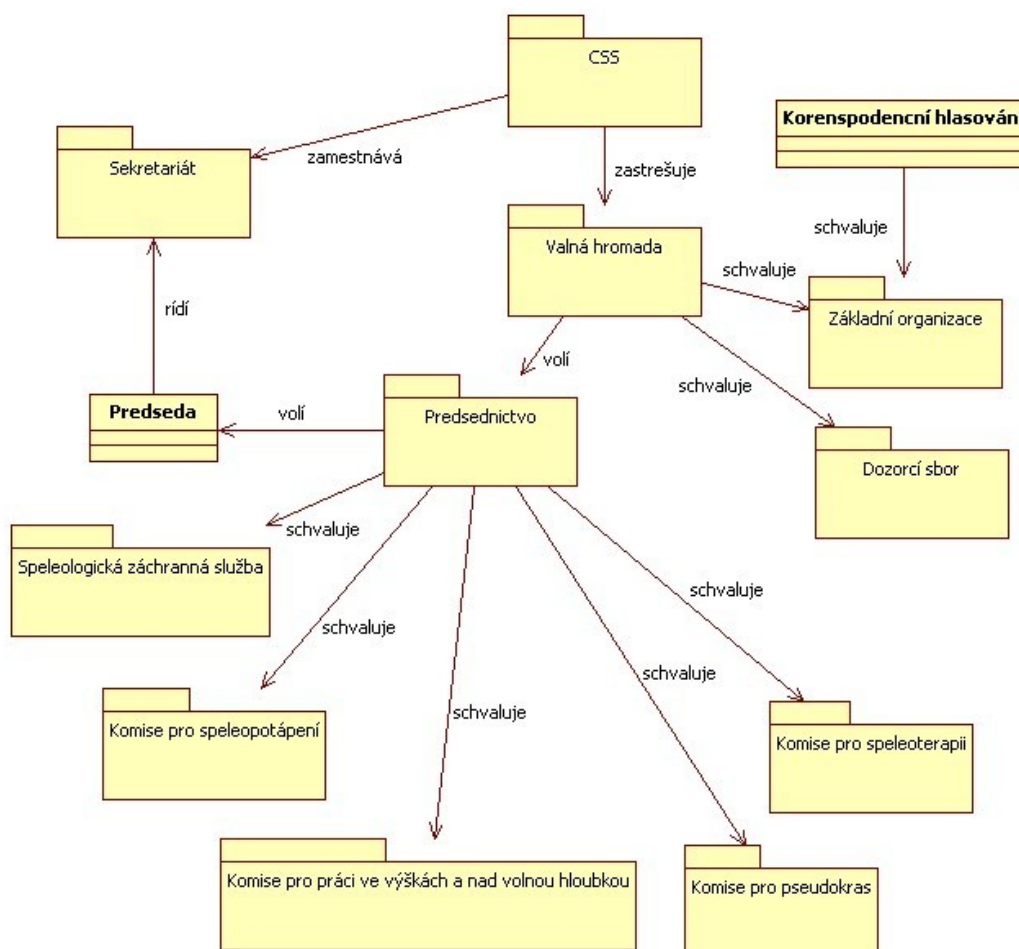 CSS
Korenspodencní hlasování
zamestnává
Sekretariát
zastrešuje
schvaluje
Valná hromada
schvaluje
rídí
Základní organizace
volí
schvaluje
Predseda
volí
Predsednictvo
Dozorcí sbor
schvaluje
Speleologická záchranná služba
schvaluje
schvaluje
schvaluje
schvaluje
Komise pro speleopotápení
Komise pro speleoterapii
Komise pro práci ve výškách a nad volnou hloubkou
Komise pro pseudokras